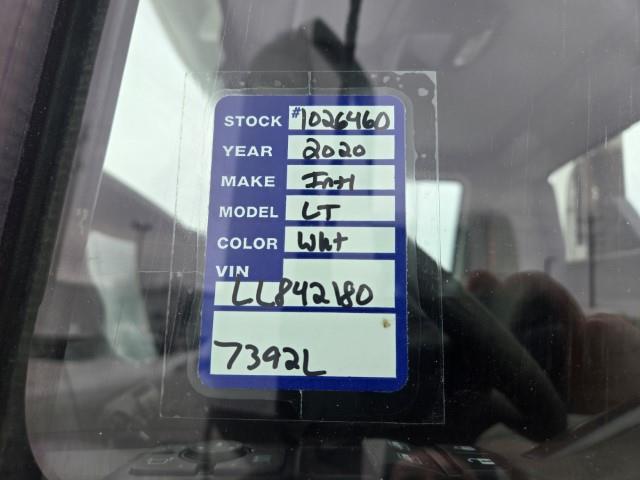 STOCK #1026460
YEAR 2020
MAKE Intl
MODEL LT
COLOR Wht
VIN
LL842180
7392L